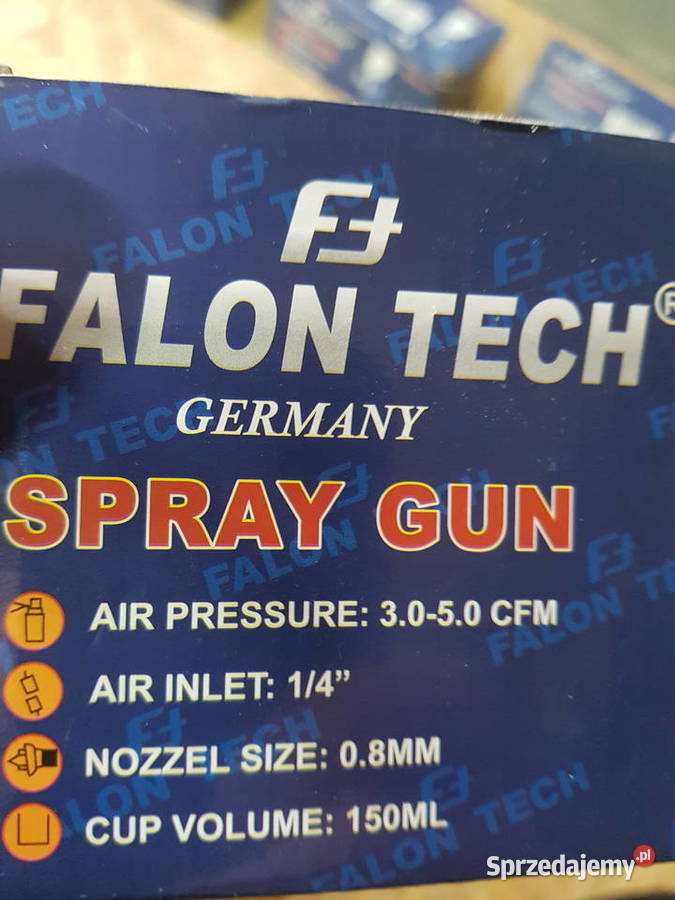 FALON TECH®
GERMANY
SPRAY GUN
AIR PRESSURE: 3.0-5.0 CFM
AIR INLET: 1/4”
NOZZEL SIZE: 0.8MM
CUP VOLUME: 150ML
Sprzedajemy.pl